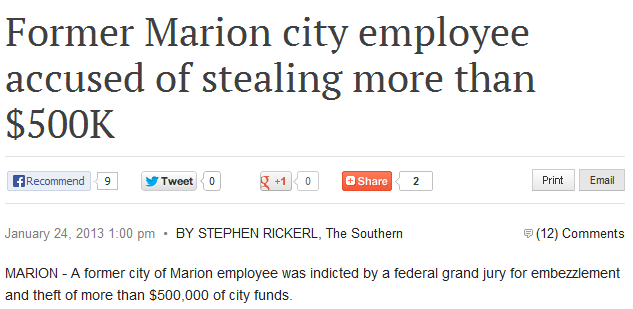 Former Marion city employee
accused of stealing more than
$500K
Recommend 9 Tweet 0 +1 0 Share 2 Print Email
January 24, 2013 1:00 pm • BY STEPHEN RICKERL, The Southern (12) Comments
MARION - A former city of Marion employee was indicted by a federal grand jury for embezzlement
and theft of more than $500,000 of city funds.